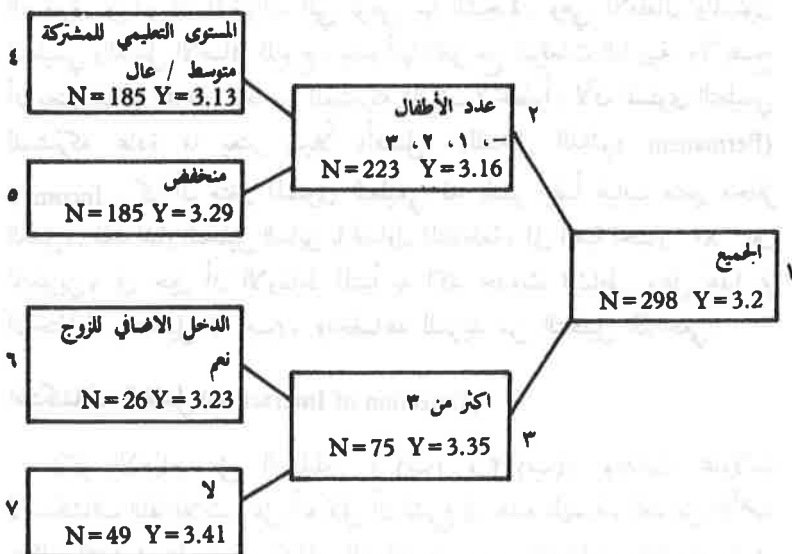 ١
الجميع
N=298 Y=3.2
٢
عدد الأطفال
٠، ١، ٢، ٣
N=223 Y=3.16
٣
اكثر من ٣
N=75 Y=3.35
٤
المستوى التعليمي للمشتركة
متوسط / عال
N=185 Y=3.13
٥
منخفض
N=185 Y=3.29
٦
الدخل الاضافي للزوج
نعم
N=26 Y=3.23
٧
لا
N=49 Y=3.41